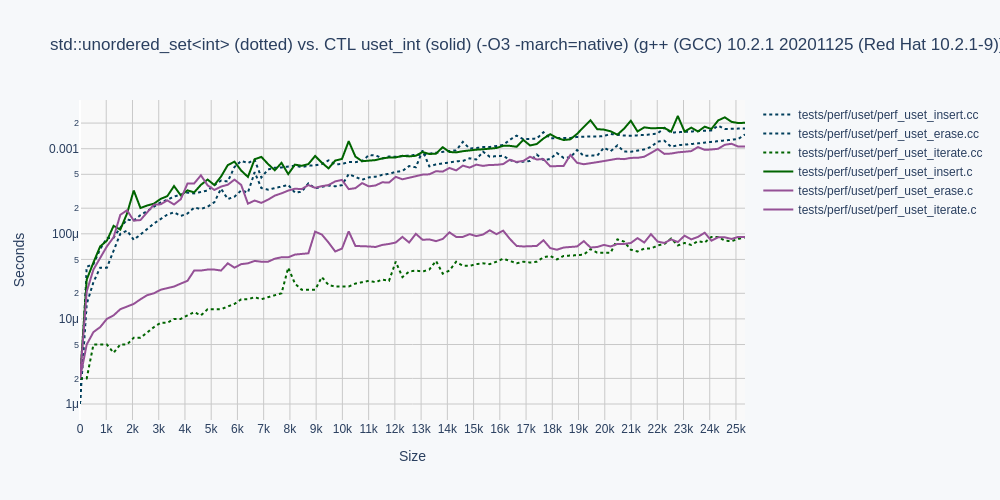 std::unordered_set<int> (dotted) vs. CTL uset_int (solid) (-O3 -march=native) (g++ (GCC) 10.2.1 20201125 (Red Hat 10.2.1-9))
tests/perf/uset/perf_uset_insert.cc
tests/perf/uset/perf_uset_erase.cc
tests/perf/uset/perf_uset_iterate.cc
tests/perf/uset/perf_uset_insert.c
tests/perf/uset/perf_uset_erase.c
tests/perf/uset/perf_uset_iterate.c
Seconds
2
0.001
5
2
100μ
5
2
10μ
5
2
1μ
0 1k 2k 3k 4k 5k 6k 7k 8k 9k 10k 11k 12k 13k 14k 15k 16k 17k 18k 19k 20k 21k 22k 23k 24k 25k
Size